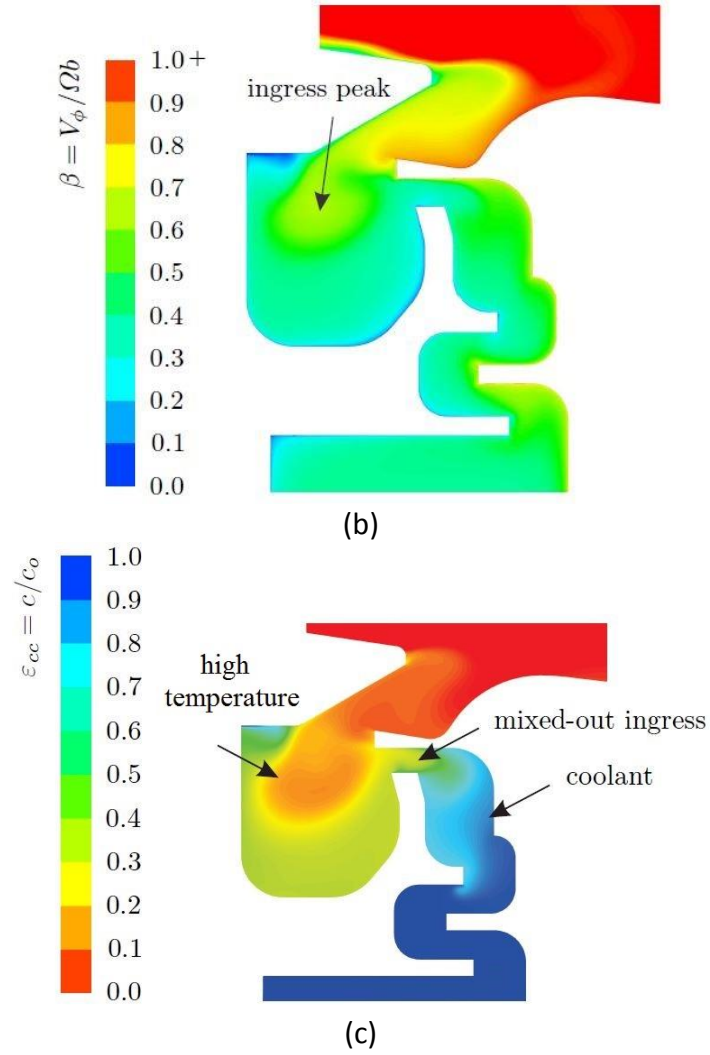 β = V_ϕ/Ωb
1.0+
0.9
0.8
0.7
0.6
0.5
0.4
0.3
0.2
0.1
0.0
ingress peak
(b)
ε_cc = c/c_o
1.0
0.9
0.8
0.7
0.6
0.5
0.4
0.3
0.2
0.1
0.0
high
temperature
mixed-out ingress
coolant
(c)